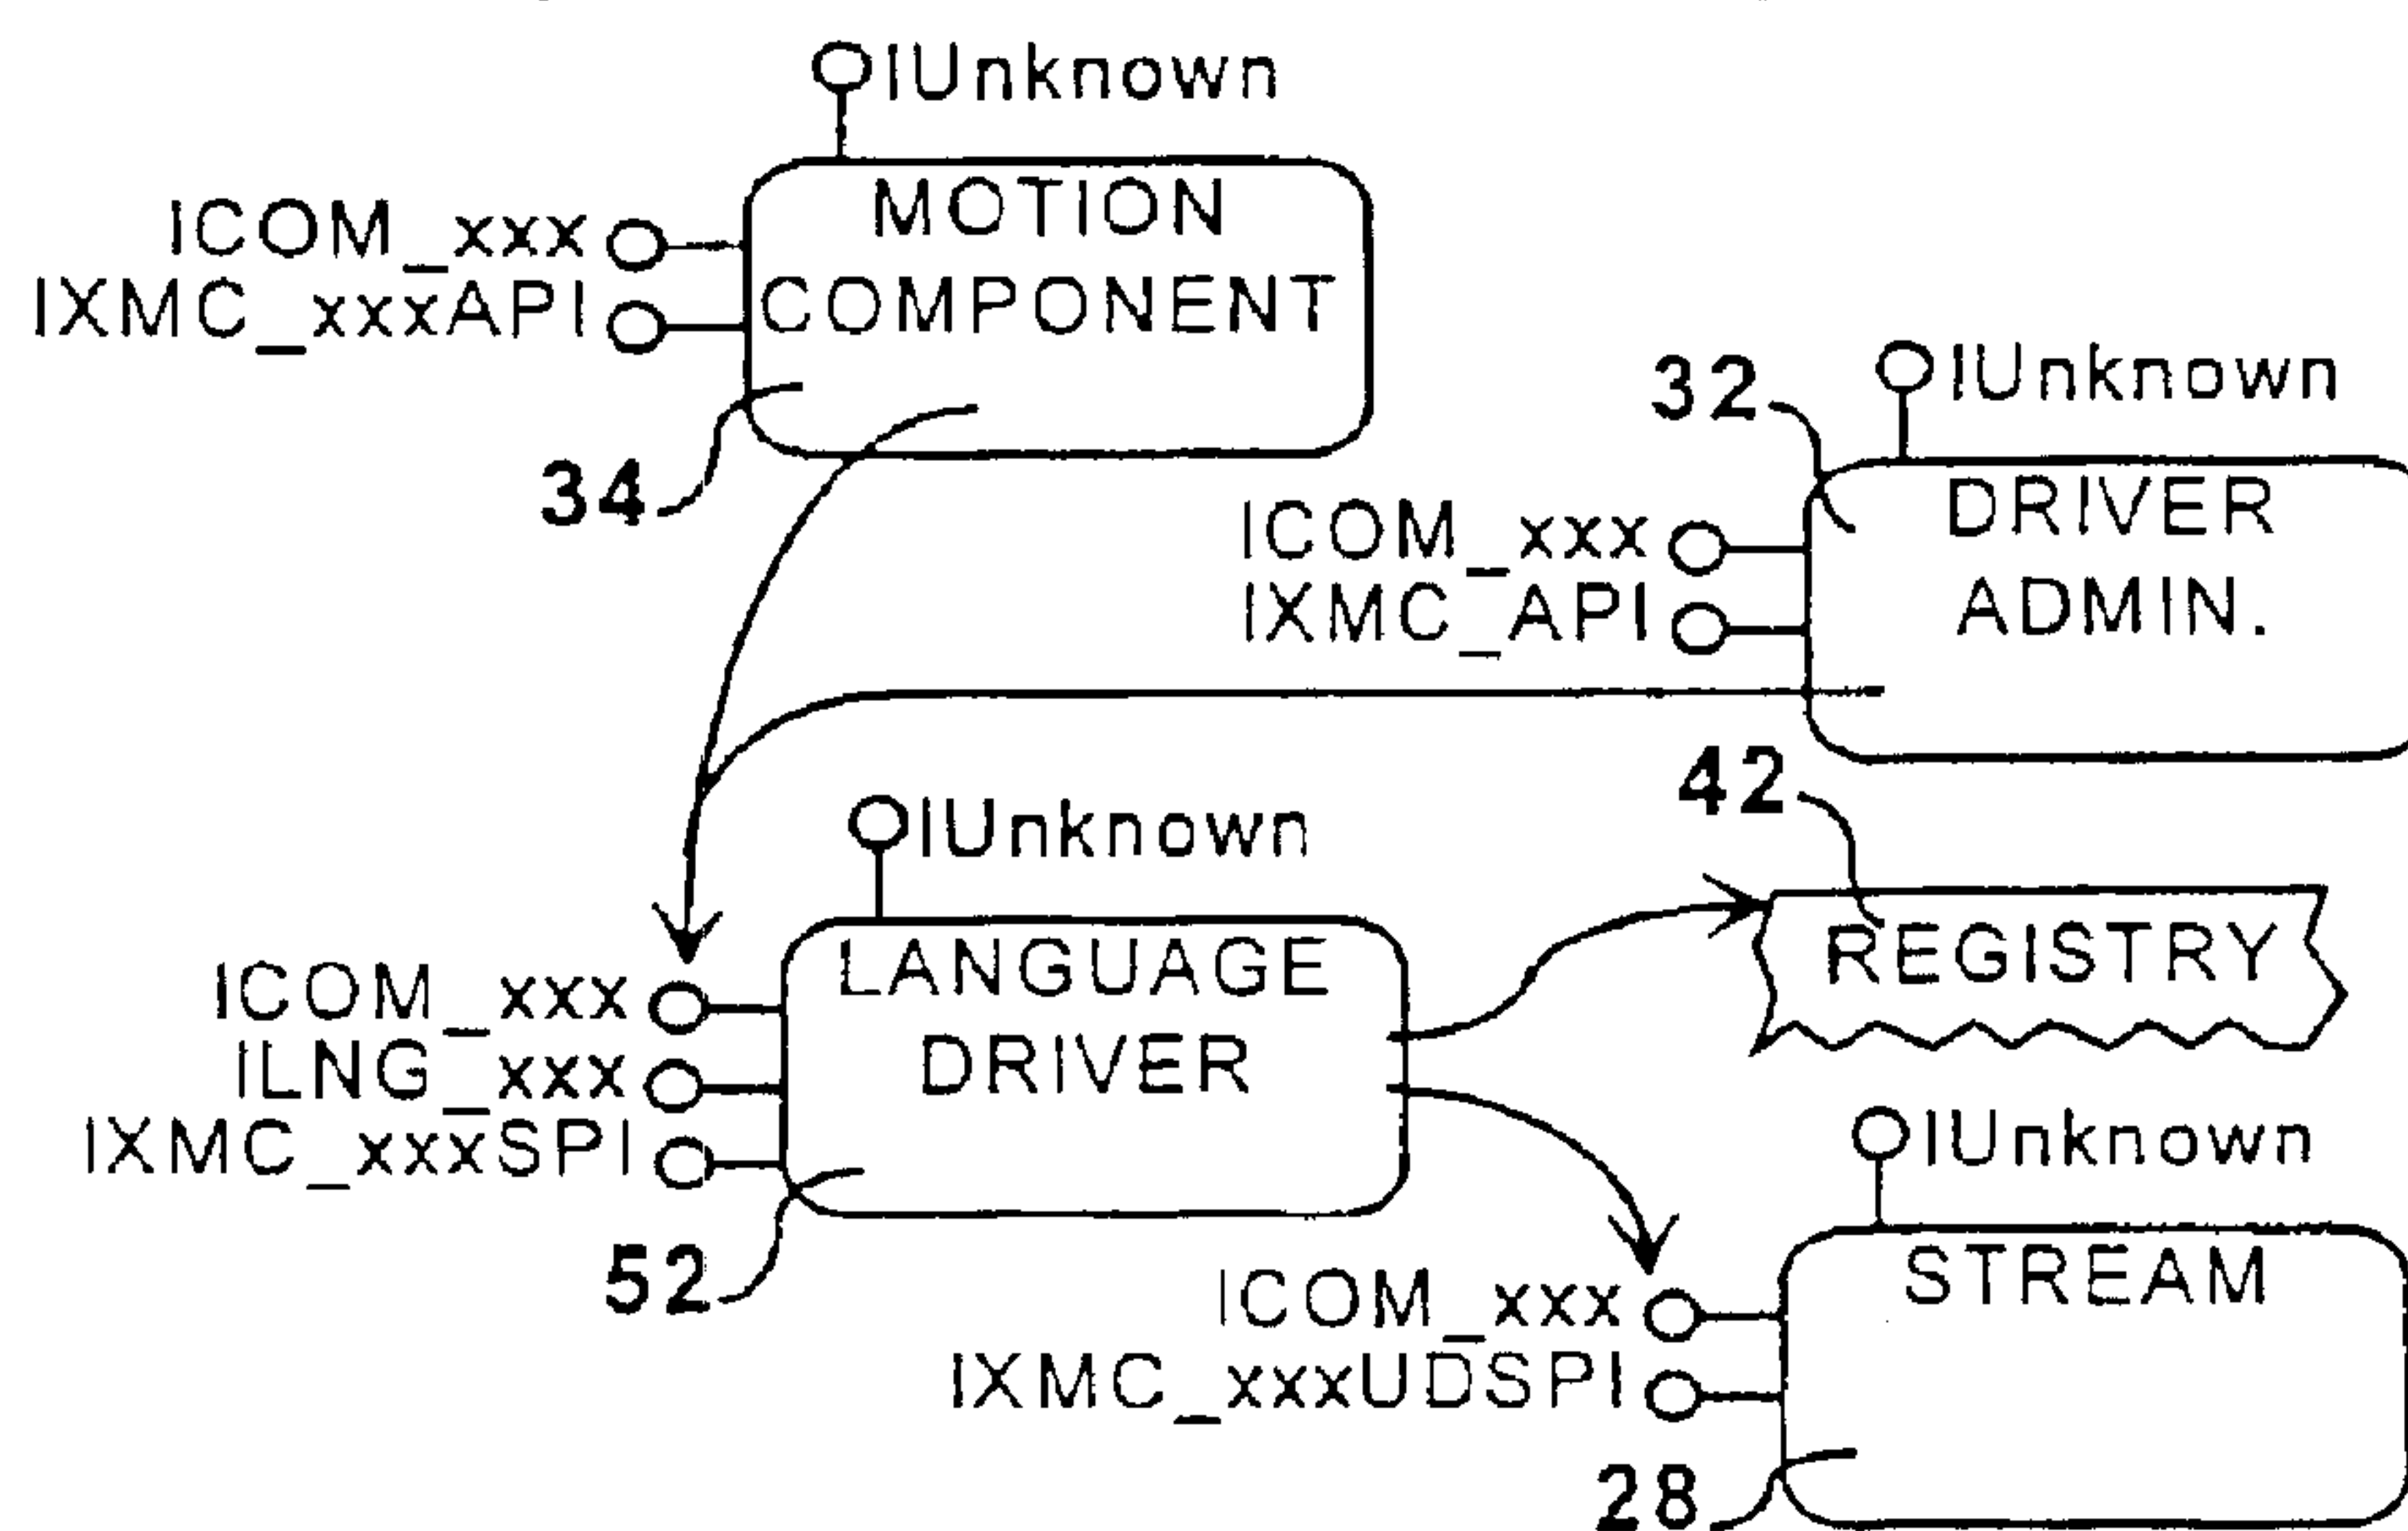 IUnknown
MOTION
COMPONENT
ICOM_xxx
IXMC_xxxAPI
34
32
IUnknown
DRIVER
ADMIN.
ICOM_xxx
IXMC_API
42
IUnknown
LANGUAGE
DRIVER
REGISTRY
ICOM_xxx
ILNG_xxx
IXMC_xxxSPI
52
IUnknown
STREAM
ICOM_xxx
IXMC_xxxUDSPI
28